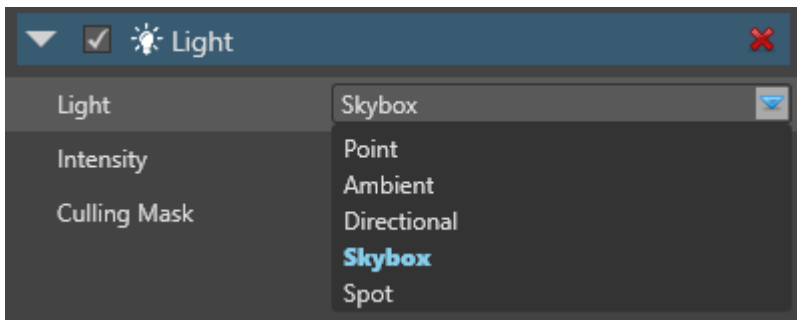 Light
Light Skybox
Point
Intensity
Ambient
Culling Mask
Directional
Skybox
Spot